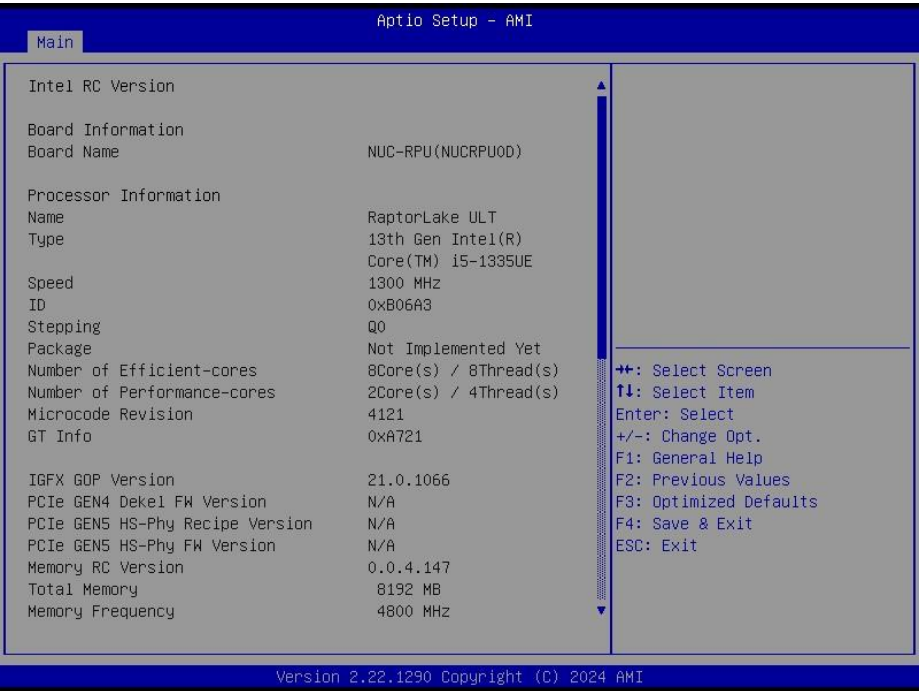 Aptio Setup - AMI
Main
Intel RC Version
Board Information
Board Name NUC-RPU(NUCRPU0D)
Processor Information
Name RaptorLake ULT
Type 13th Gen Intel(R)
Core(TM) i5-1335UE
Speed 1300 MHz
ID 0xB06A3
Stepping Q0
Package Not Implemented Yet
Number of Efficient-cores 8Core(s) / 8Thread(s)
Number of Performance-cores 2Core(s) / 4Thread(s)
Microcode Revision 4121
GT Info 0xA721
IGFX GOP Version 21.0.1066
PCIe GEN4 Dekel FW Version N/A
PCIe GEN5 HS-Phy Recipe Version N/A
PCIe GEN5 HS-Phy FW Version N/A
Memory RC Version 0.0.4.147
Total Memory 8192 MB
Memory Frequency 4800 MHz
→←: Select Screen
↑↓: Select Item
Enter: Select
+/-: Change Opt.
F1: General Help
F2: Previous Values
F3: Optimized Defaults
F4: Save & Exit
ESC: Exit
Version 2.22.1290 Copyright (C) 2024 AMI